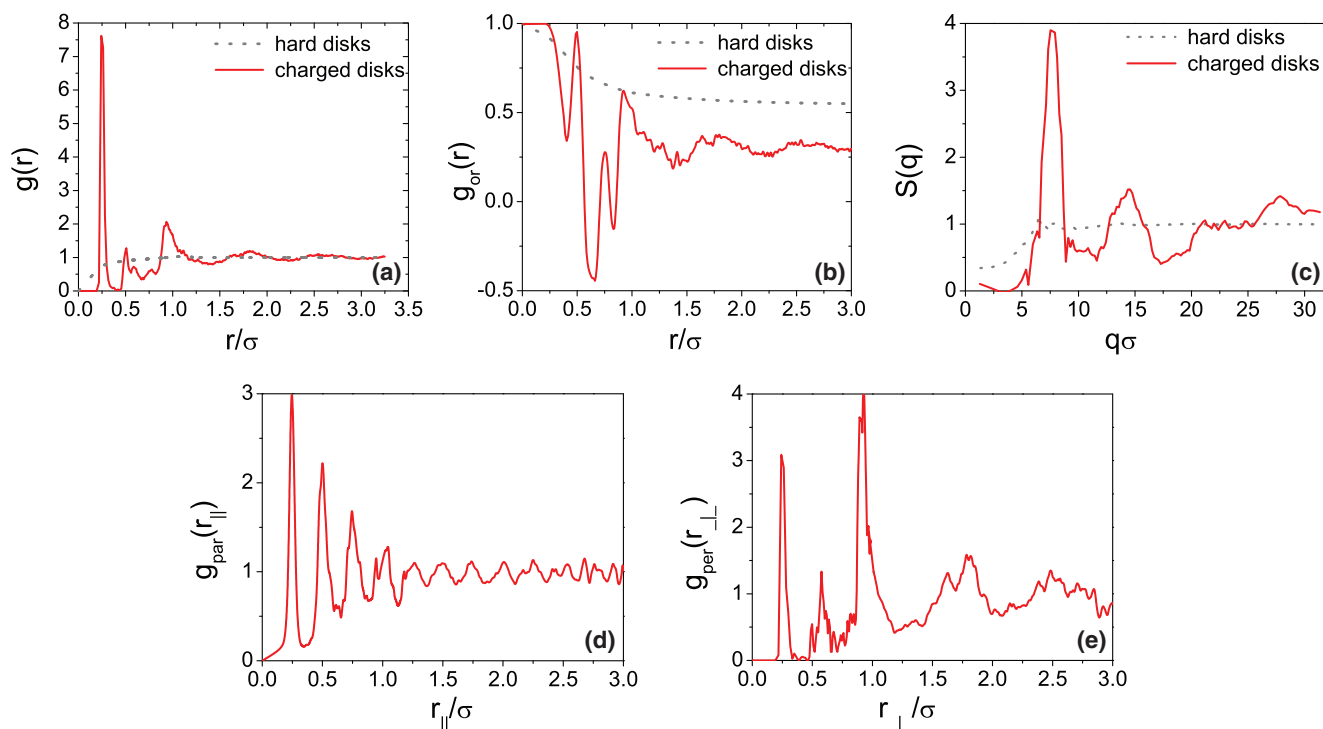 8
7
6
5
4
3
2
1
0
g(r)
hard disks
charged disks
(a)
0.0 0.5 1.0 1.5 2.0 2.5 3.0 3.5
r/σ
1.0
0.5
0.0
-0.5
g_or(r)
hard disks
charged disks
(b)
0.0 0.5 1.0 1.5 2.0 2.5 3.0
r/σ
4
3
2
1
0
S(q)
hard disks
charged disks
(c)
0 5 10 15 20 25 30
qσ
3
2
1
0
g_par(r_||)
(d)
0.0 0.5 1.0 1.5 2.0 2.5 3.0
r_||/σ
4
3
2
1
0
g_per(r_⊥)
(e)
0.0 0.5 1.0 1.5 2.0 2.5 3.0
r_⊥/σ